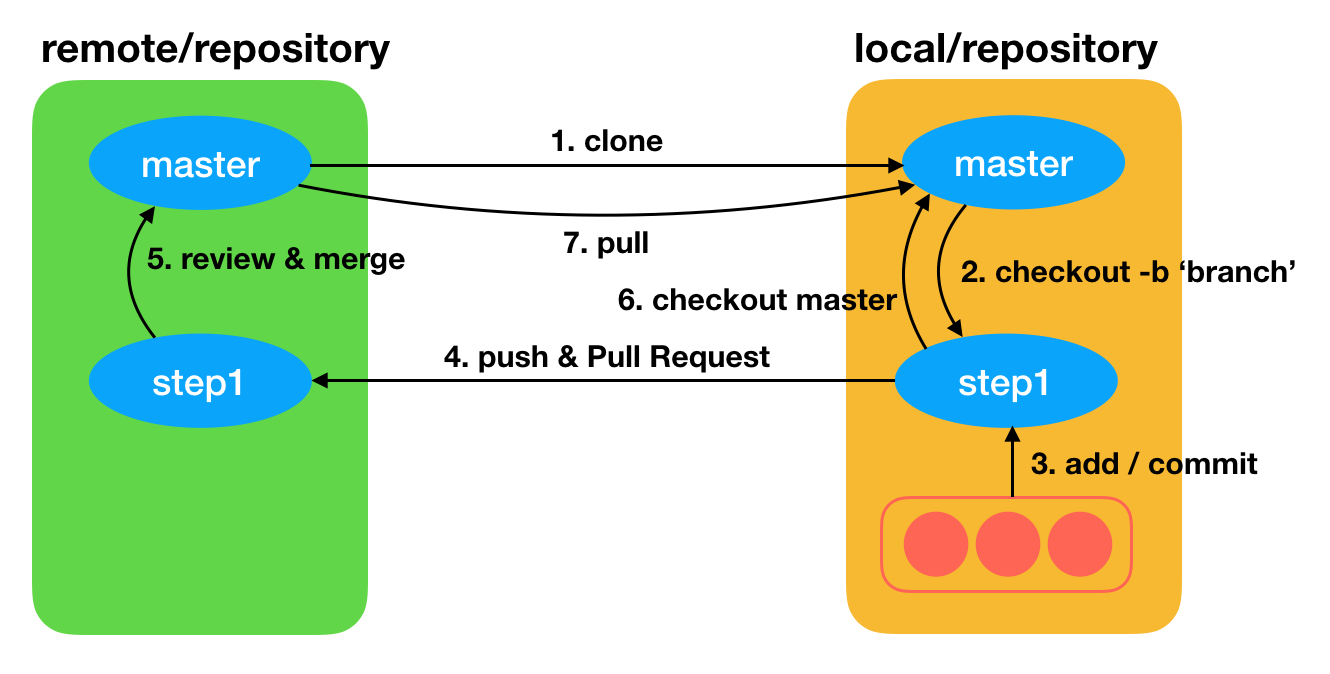 remote/repository
local/repository
master
1. clone
master
7. pull
5. review & merge
2. checkout -b ‘branch’
6. checkout master
4. push & Pull Request
step1
step1
3. add / commit